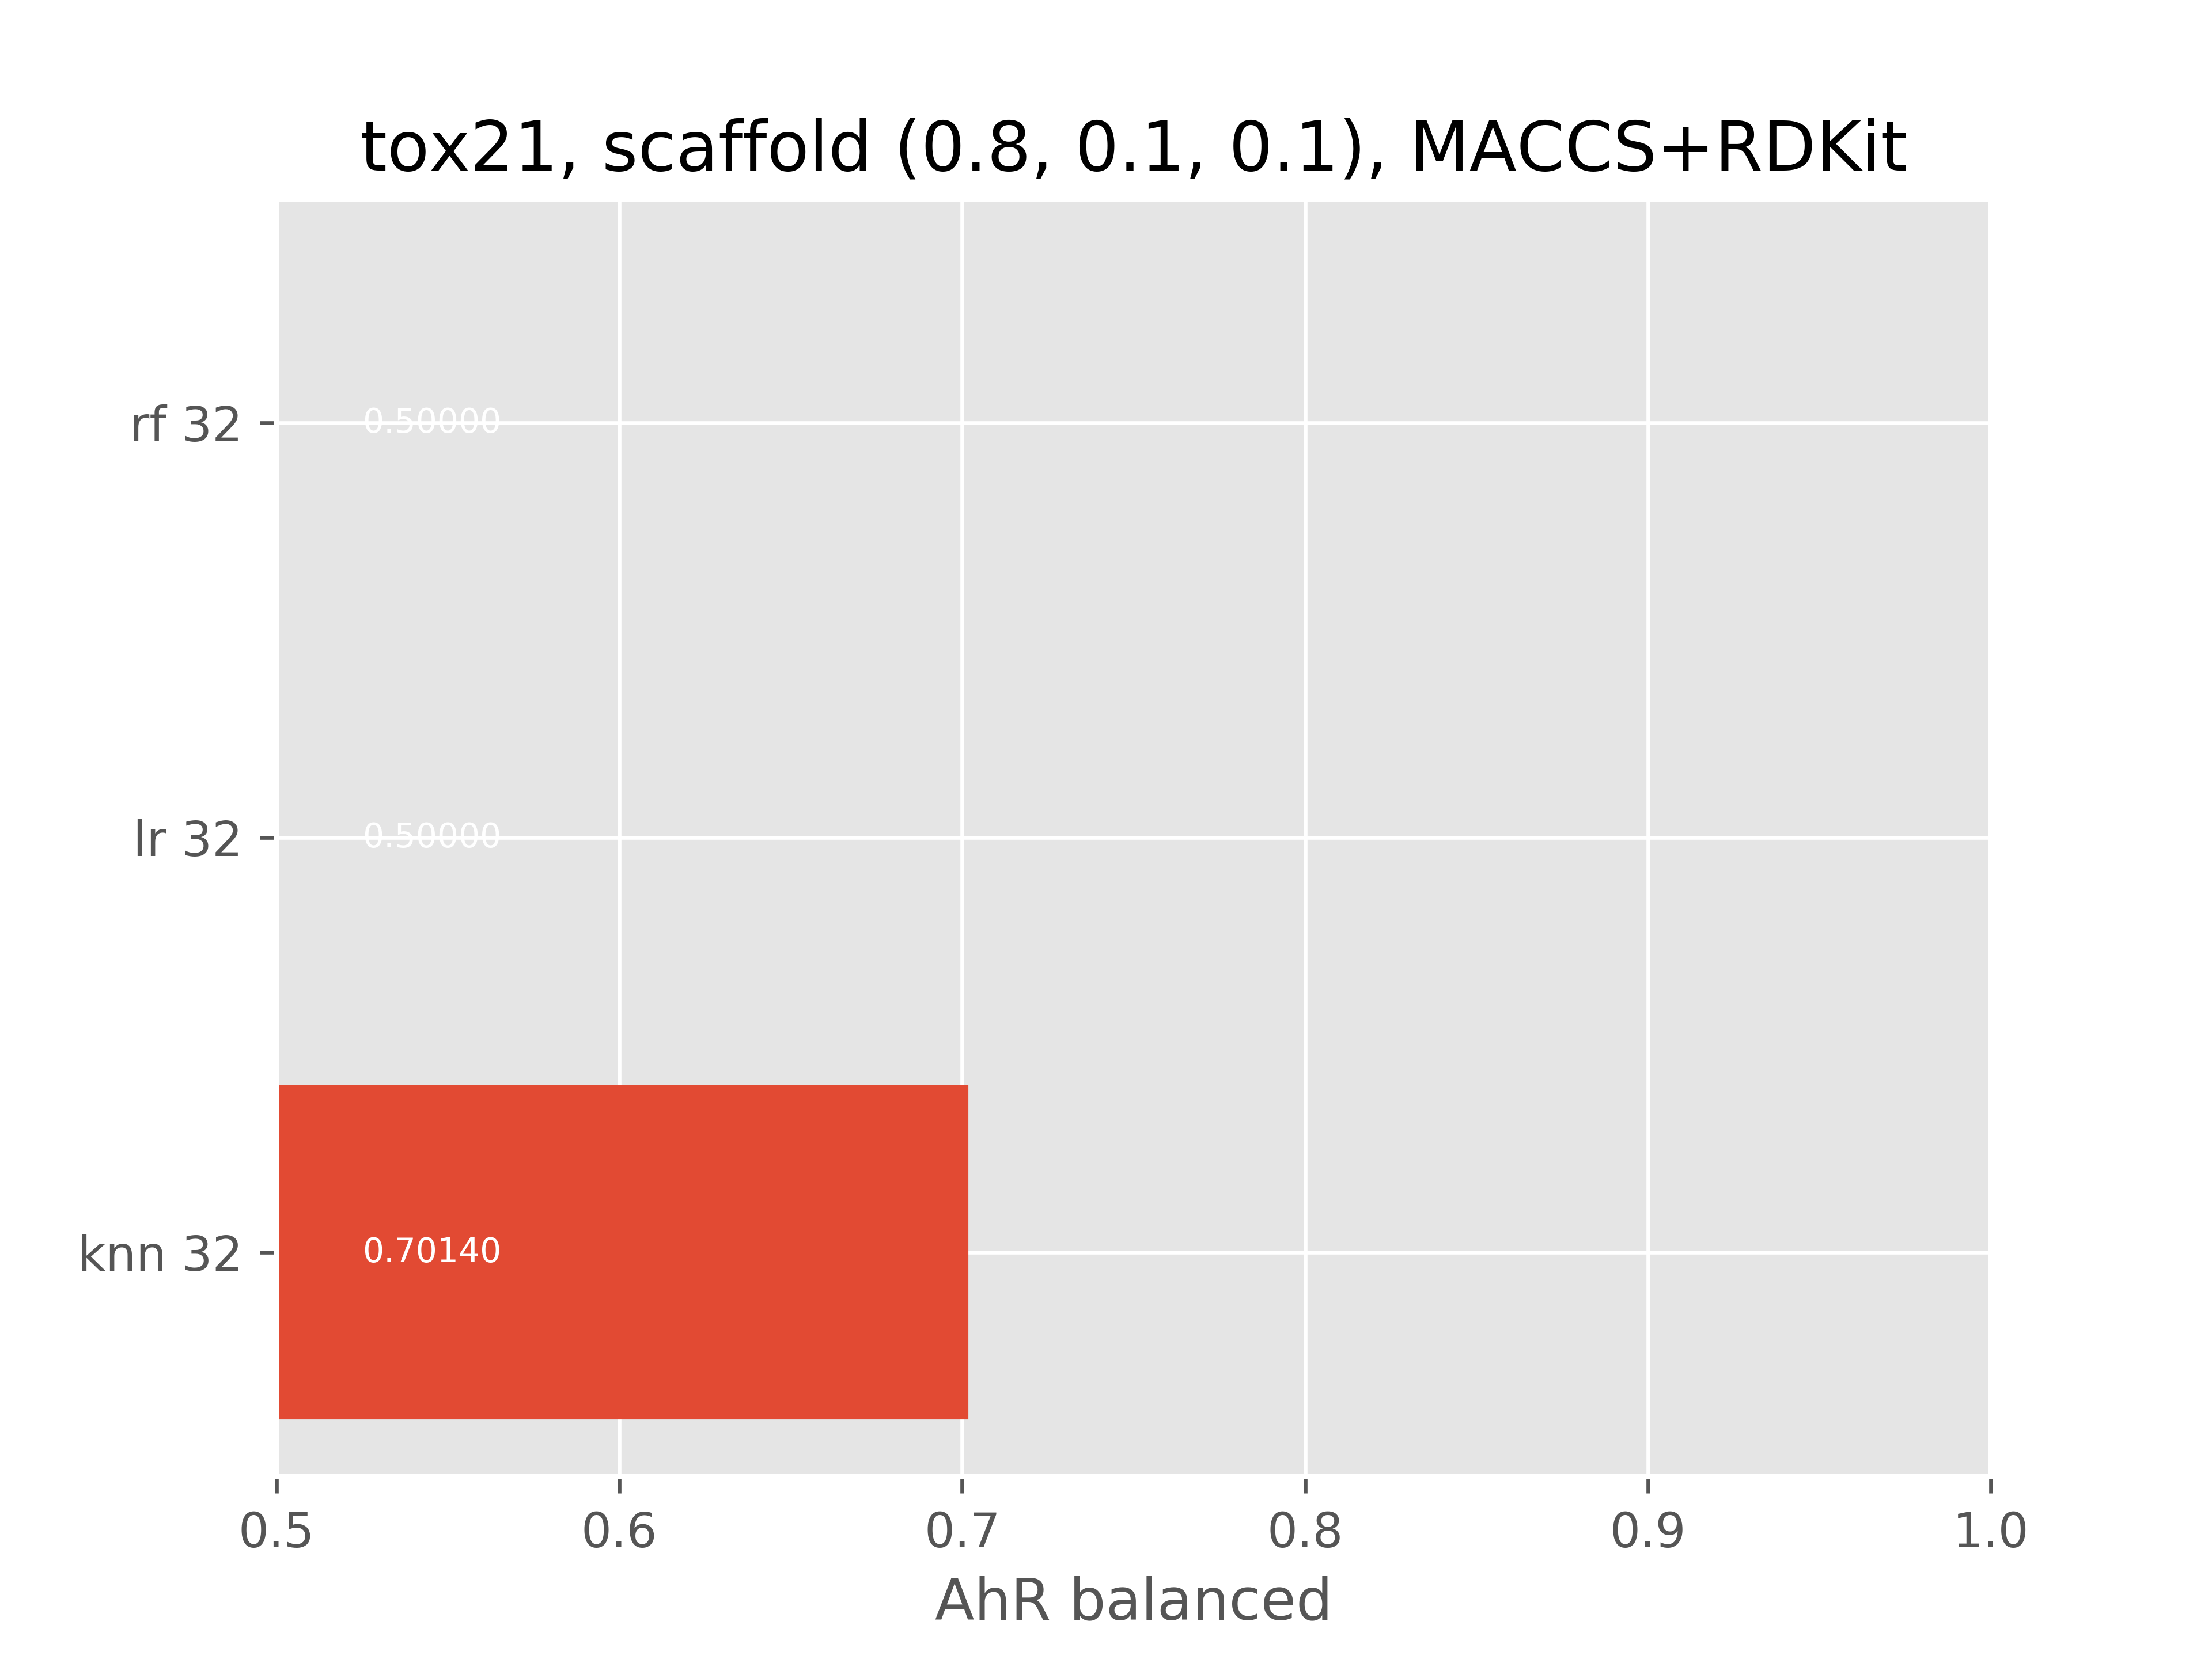 tox21, scaffold (0.8, 0.1, 0.1), MACCS+RDKit
rf 32
0.50000
lr 32
0.50000
knn 32
0.70140
0.5 0.6 0.7 0.8 0.9 1.0
AhR balanced